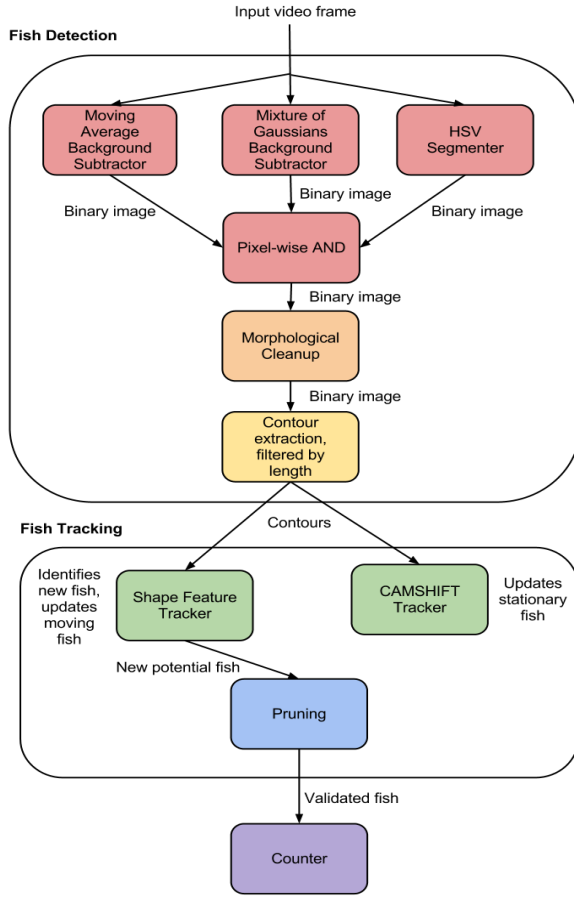 Input video frame
Fish Detection
Moving
Average
Background
Subtractor
Mixture of
Gaussians
Background
Subtractor
HSV
Segmenter
Binary image
Binary image
Binary image
Pixel-wise AND
Binary image
Morphological
Cleanup
Binary image
Contour
extraction,
filtered by
length
Contours
Fish Tracking
Identifies
new fish,
updates
moving
fish
Shape Feature
Tracker
CAMSHIFT
Tracker
Updates
stationary
fish
New potential fish
Pruning
Validated fish
Counter